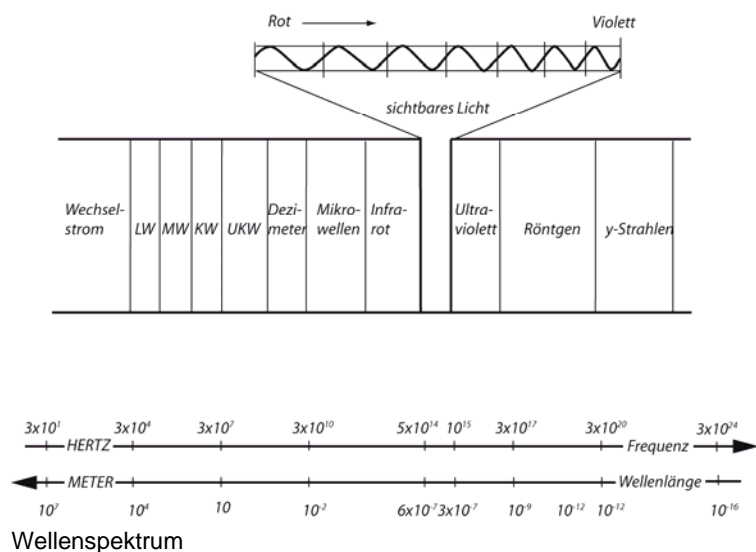 Rot Violett
sichtbares Licht
Wechsel-
strom
LW
MW
KW
UKW
Dezi-
meter
Mikro-
wellen
Infra-
rot
Ultra-
violett
Röntgen
y-Strahlen
3x10¹ 3x10⁴ 3x10⁷ 3x10¹⁰ 5x10¹⁴ 10¹⁵ 3x10¹⁷ 3x10²⁰ 3x10²⁴
HERTZ Frequenz
METER Wellenlänge
10⁷ 10⁴ 10 10⁻² 6x10⁻⁷ 3x10⁻⁷ 10⁻⁹ 10⁻¹² 10⁻¹² 10⁻¹⁶
Wellenspektrum